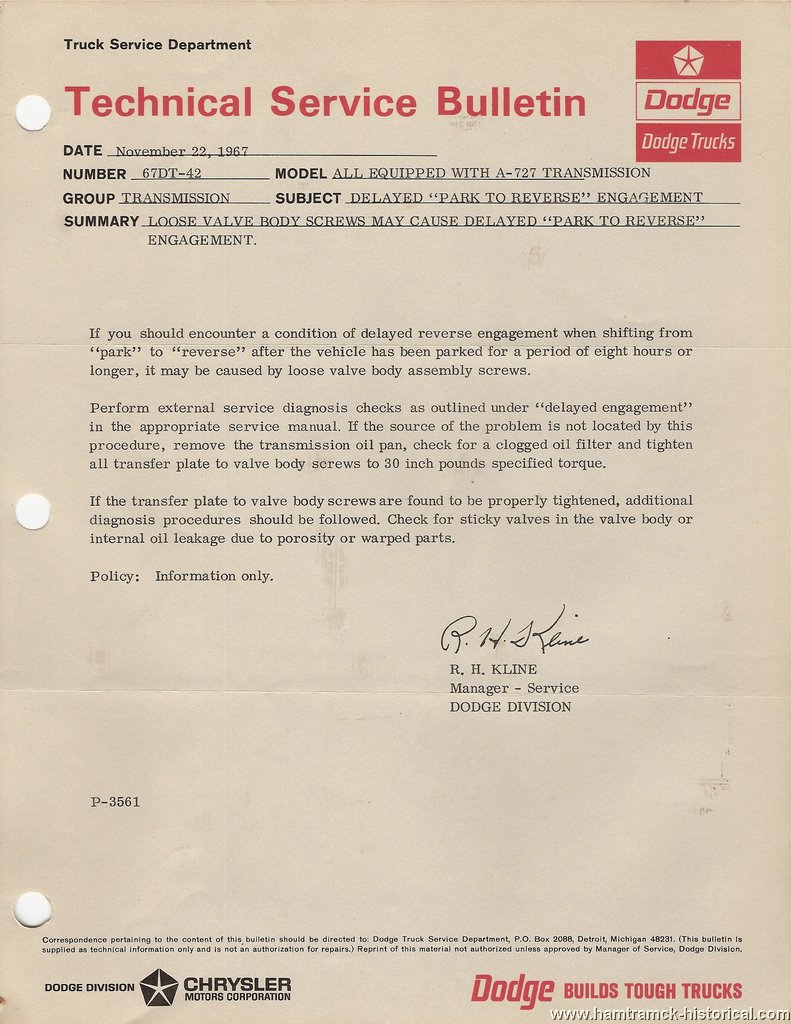 Truck Service Department
Technical Service Bulletin
Dodge
Dodge Trucks
DATE November 22, 1967
NUMBER 67DT-42 MODEL ALL EQUIPPED WITH A-727 TRANSMISSION
GROUP TRANSMISSION SUBJECT DELAYED “PARK TO REVERSE” ENGAGEMENT
SUMMARY LOOSE VALVE BODY SCREWS MAY CAUSE DELAYED “PARK TO REVERSE”
ENGAGEMENT.
If you should encounter a condition of delayed reverse engagement when shifting from
“park” to “reverse” after the vehicle has been parked for a period of eight hours or
longer, it may be caused by loose valve body assembly screws.
Perform external service diagnosis checks as outlined under “delayed engagement”
in the appropriate service manual. If the source of the problem is not located by this
procedure, remove the transmission oil pan, check for a clogged oil filter and tighten
all transfer plate to valve body screws to 30 inch pounds specified torque.
If the transfer plate to valve body screws are found to be properly tightened, additional
diagnosis procedures should be followed. Check for sticky valves in the valve body or
internal oil leakage due to porosity or warped parts.
Policy: Information only.
R. H. Kline
R. H. KLINE
Manager - Service
DODGE DIVISION
P-3561
Correspondence pertaining to the content of this bulletin should be directed to: Dodge Truck Service Department, P.O. Box 2088, Detroit, Michigan 48231. (This bulletin is
supplied as technical information only and is not an authorization for repairs.) Reprint of this material not authorized unless approved by Manager of Service, Dodge Division.
DODGE DIVISION CHRYSLER
MOTORS CORPORATION
Dodge BUILDS TOUGH TRUCKS
www.hamtramck-historical.com